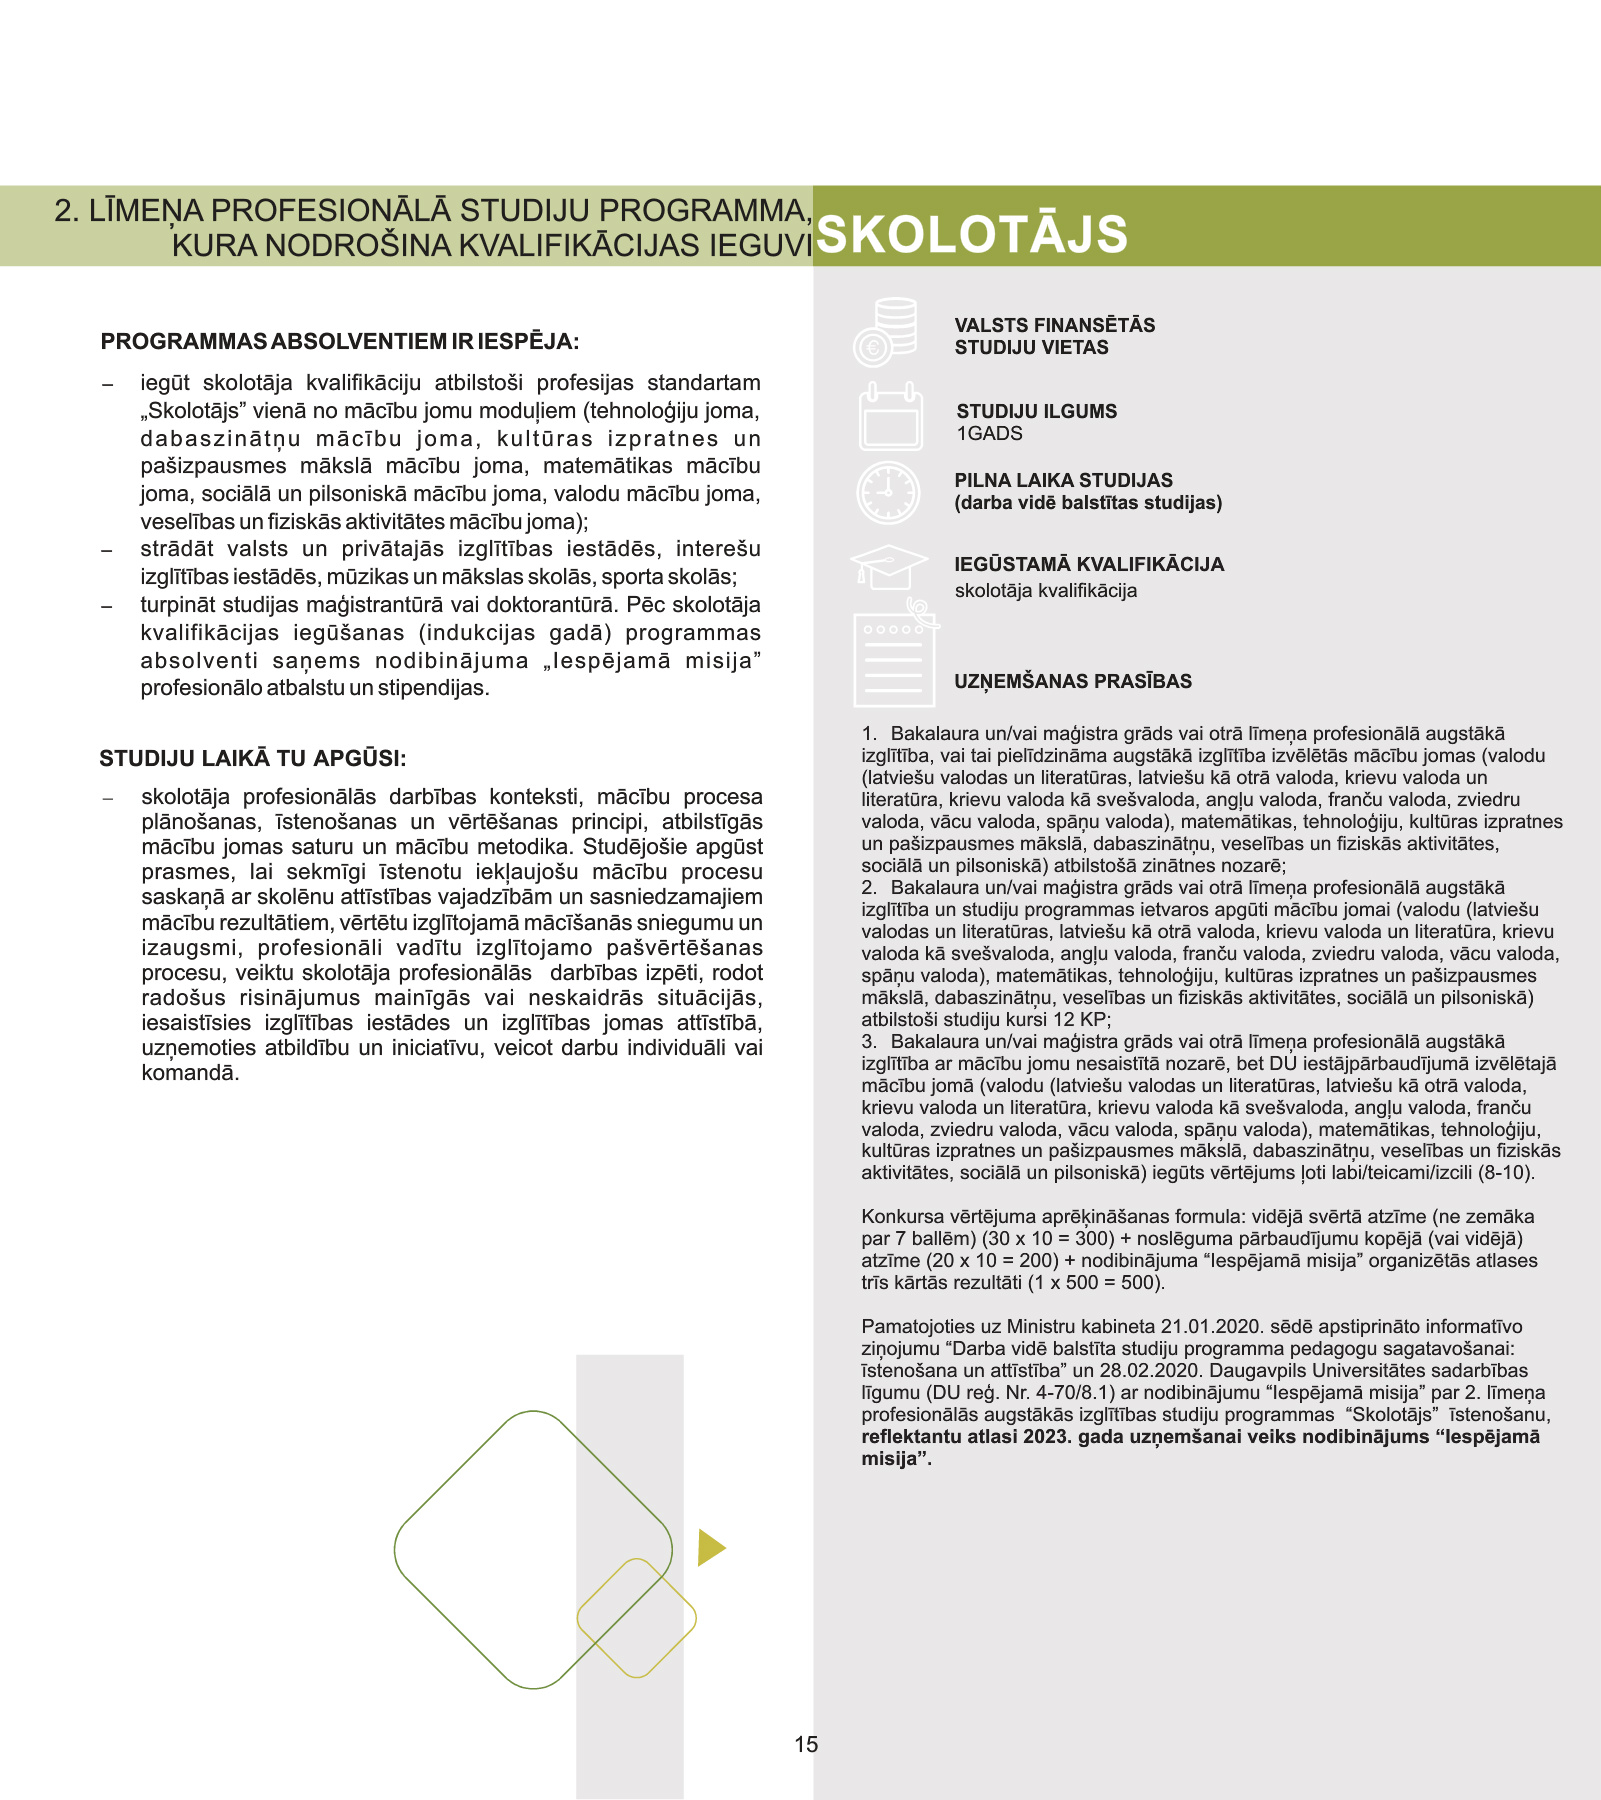 2. LĪMEŅA PROFESIONĀLĀ STUDIJU PROGRAMMA,
KURA NODROŠINA KVALIFIKĀCIJAS IEGUVI
SKOLOTĀJS
PROGRAMMAS ABSOLVENTIEM IR IESPĒJA:
– iegūt skolotāja kvalifikāciju atbilstoši profesijas standartam
„Skolotājs” vienā no mācību jomu moduļiem (tehnoloģiju joma,
dabaszinātņu mācību joma, kultūras izpratnes un
pašizpausmes mākslā mācību joma, matemātikas mācību
joma, sociālā un pilsoniskā mācību joma, valodu mācību joma,
veselības un fiziskās aktivitātes mācību joma);
– strādāt valsts un privātajās izglītības iestādēs, interešu
izglītības iestādēs, mūzikas un mākslas skolās, sporta skolās;
– turpināt studijas maģistrantūrā vai doktorantūrā. Pēc skolotāja
kvalifikācijas iegūšanas (indukcijas gadā) programmas
absolventi saņems nodibinājuma „Iespējamā misija”
profesionālo atbalstu un stipendijas.
STUDIJU LAIKĀ TU APGŪSI:
– skolotāja profesionālās darbības konteksti, mācību procesa
plānošanas, īstenošanas un vērtēšanas principi, atbilstīgās
mācību jomas saturu un mācību metodika. Studējošie apgūst
prasmes, lai sekmīgi īstenotu iekļaujošu mācību procesu
saskaņā ar skolēnu attīstības vajadzībām un sasniedzamajiem
mācību rezultātiem, vērtētu izglītojamā mācīšanās sniegumu un
izaugsmi, profesionāli vadītu izglītojamo pašvērtēšanas
procesu, veiktu skolotāja profesionālās darbības izpēti, rodot
radošus risinājumus mainīgās vai neskaidrās situācijās,
iesaistīsies izglītības iestādes un izglītības jomas attīstībā,
uzņemoties atbildību un iniciatīvu, veicot darbu individuāli vai
komandā.
VALSTS FINANSĒTĀS
STUDIJU VIETAS
STUDIJU ILGUMS
1GADS
PILNA LAIKA STUDIJAS
(darba vidē balstītas studijas)
IEGŪSTAMĀ KVALIFIKĀCIJA
skolotāja kvalifikācija
UZŅEMŠANAS PRASĪBAS
1. Bakalaura un/vai maģistra grāds vai otrā līmeņa profesionālā augstākā
izglītība, vai tai pielīdzināma augstākā izglītība izvēlētās mācību jomas (valodu
(latviešu valodas un literatūras, latviešu kā otrā valoda, krievu valoda un
literatūra, krievu valoda kā svešvaloda, angļu valoda, franču valoda, zviedru
valoda, vācu valoda, spāņu valoda), matemātikas, tehnoloģiju, kultūras izpratnes
un pašizpausmes mākslā, dabaszinātņu, veselības un fiziskās aktivitātes,
sociālā un pilsoniskā) atbilstošā zinātnes nozarē;
2. Bakalaura un/vai maģistra grāds vai otrā līmeņa profesionālā augstākā
izglītība un studiju programmas ietvaros apgūti mācību jomai (valodu (latviešu
valodas un literatūras, latviešu kā otrā valoda, krievu valoda un literatūra, krievu
valoda kā svešvaloda, angļu valoda, franču valoda, zviedru valoda, vācu valoda,
spāņu valoda), matemātikas, tehnoloģiju, kultūras izpratnes un pašizpausmes
mākslā, dabaszinātņu, veselības un fiziskās aktivitātes, sociālā un pilsoniskā)
atbilstoši studiju kursi 12 KP;
3. Bakalaura un/vai maģistra grāds vai otrā līmeņa profesionālā augstākā
izglītība ar mācību jomu nesaistītā nozarē, bet DU iestājpārbaudījumā izvēlētajā
mācību jomā (valodu (latviešu valodas un literatūras, latviešu kā otrā valoda,
krievu valoda un literatūra, krievu valoda kā svešvaloda, angļu valoda, franču
valoda, zviedru valoda, vācu valoda, spāņu valoda), matemātikas, tehnoloģiju,
kultūras izpratnes un pašizpausmes mākslā, dabaszinātņu, veselības un fiziskās
aktivitātes, sociālā un pilsoniskā) iegūts vērtējums ļoti labi/teicami/izcili (8-10).
Konkursa vērtējuma aprēķināšanas formula: vidējā svērtā atzīme (ne zemāka
par 7 ballēm) (30 x 10 = 300) + noslēguma pārbaudījumu kopējā (vai vidējā)
atzīme (20 x 10 = 200) + nodibinājuma “Iespējamā misija” organizētās atlases
trīs kārtās rezultāti (1 x 500 = 500).
Pamatojoties uz Ministru kabineta 21.01.2020. sēdē apstiprināto informatīvo
ziņojumu “Darba vidē balstīta studiju programma pedagogu sagatavošanai:
īstenošana un attīstība” un 28.02.2020. Daugavpils Universitātes sadarbības
līgumu (DU reģ. Nr. 4-70/8.1) ar nodibinājumu “Iespējamā misija” par 2. līmeņa
profesionālās augstākās izglītības studiju programmas “Skolotājs” īstenošanu,
reflektantu atlasi 2023. gada uzņemšanai veiks nodibinājums “Iespējamā
misija”.
15